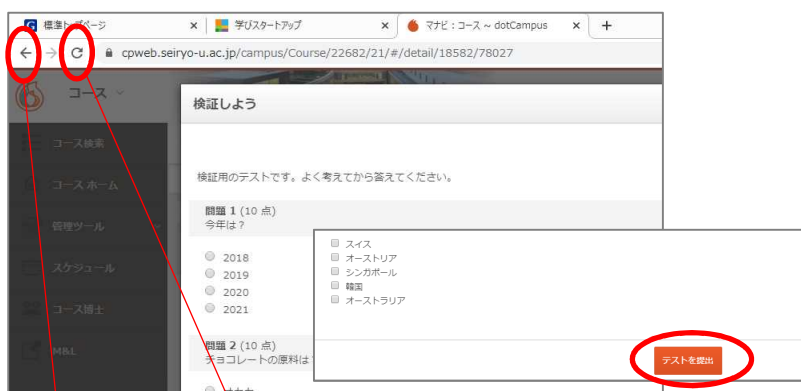 標準トップページ
学びスタートアップ
マナビ:コース ~ dotCampus
cpweb.seiryo-u.ac.jp/campus/Course/22682/21/#/detail/18582/78027
コース
検証しよう
コース検索
コース ホーム
管理ツール
スケジュール
コース博士
M&L
検証用のテストです。よく考えてから答えてください。
問題 1 (10 点)
今年は?
2018
2019
2020
2021
問題 2 (10 点)
チョコレートの原料は
スイス
オーストリア
シンガポール
韓国
オーストラリア
テストを提出